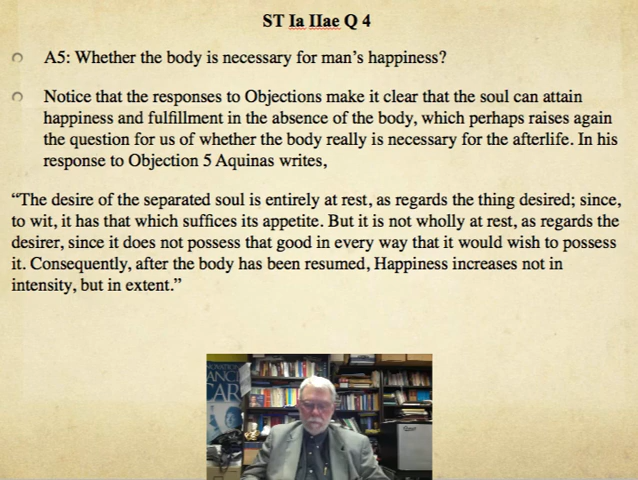 ST Ia IIae Q 4
A5: Whether the body is necessary for man’s happiness?
Notice that the responses to Objections make it clear that the soul can attain
happiness and fulfillment in the absence of the body, which perhaps raises again
the question for us of whether the body really is necessary for the afterlife. In his
response to Objection 5 Aquinas writes,
“The desire of the separated soul is entirely at rest, as regards the thing desired; since,
to wit, it has that which suffices its appetite. But it is not wholly at rest, as regards the
desirer, since it does not possess that good in every way that it would wish to possess
it. Consequently, after the body has been resumed, Happiness increases not in
intensity, but in extent.”